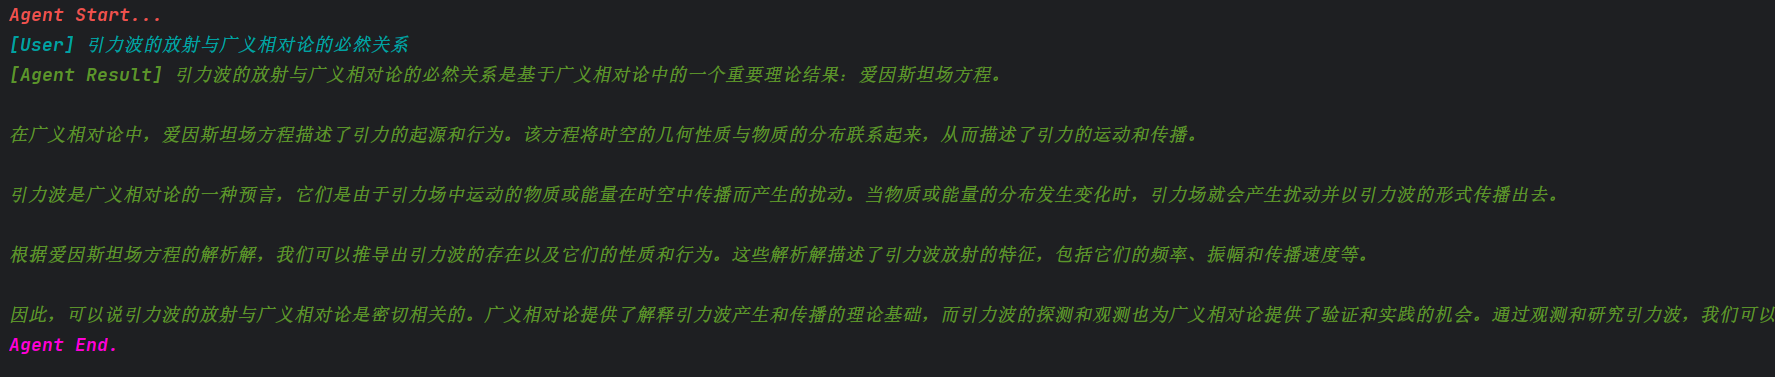 Agent Start...
[User] 引力波的放射与广义相对论的必然关系
[Agent Result] 引力波的放射与广义相对论的必然关系是基于广义相对论中的一个重要理论结果：爱因斯坦场方程。
在广义相对论中，爱因斯坦场方程描述了引力的起源和行为。该方程将时空的几何性质与物质的分布联系起来，从而描述了引力的运动和传播。
引力波是广义相对论的一种预言，它们是由于引力场中运动的物质或能量在时空中传播而产生的扰动。当物质或能量的分布发生变化时，引力场就会产生扰动并以引力波的形式传播出去。
根据爱因斯坦场方程的解析解，我们可以推导出引力波的存在以及它们的性质和行为。这些解析解描述了引力波放射的特征，包括它们的频率、振幅和传播速度等。
因此，可以说引力波的放射与广义相对论是密切相关的。广义相对论提供了解释引力波产生和传播的理论基础，而引力波的探测和观测也为广义相对论提供了验证和实践的机会。通过观测和研究引力波，我们可以
Agent End.